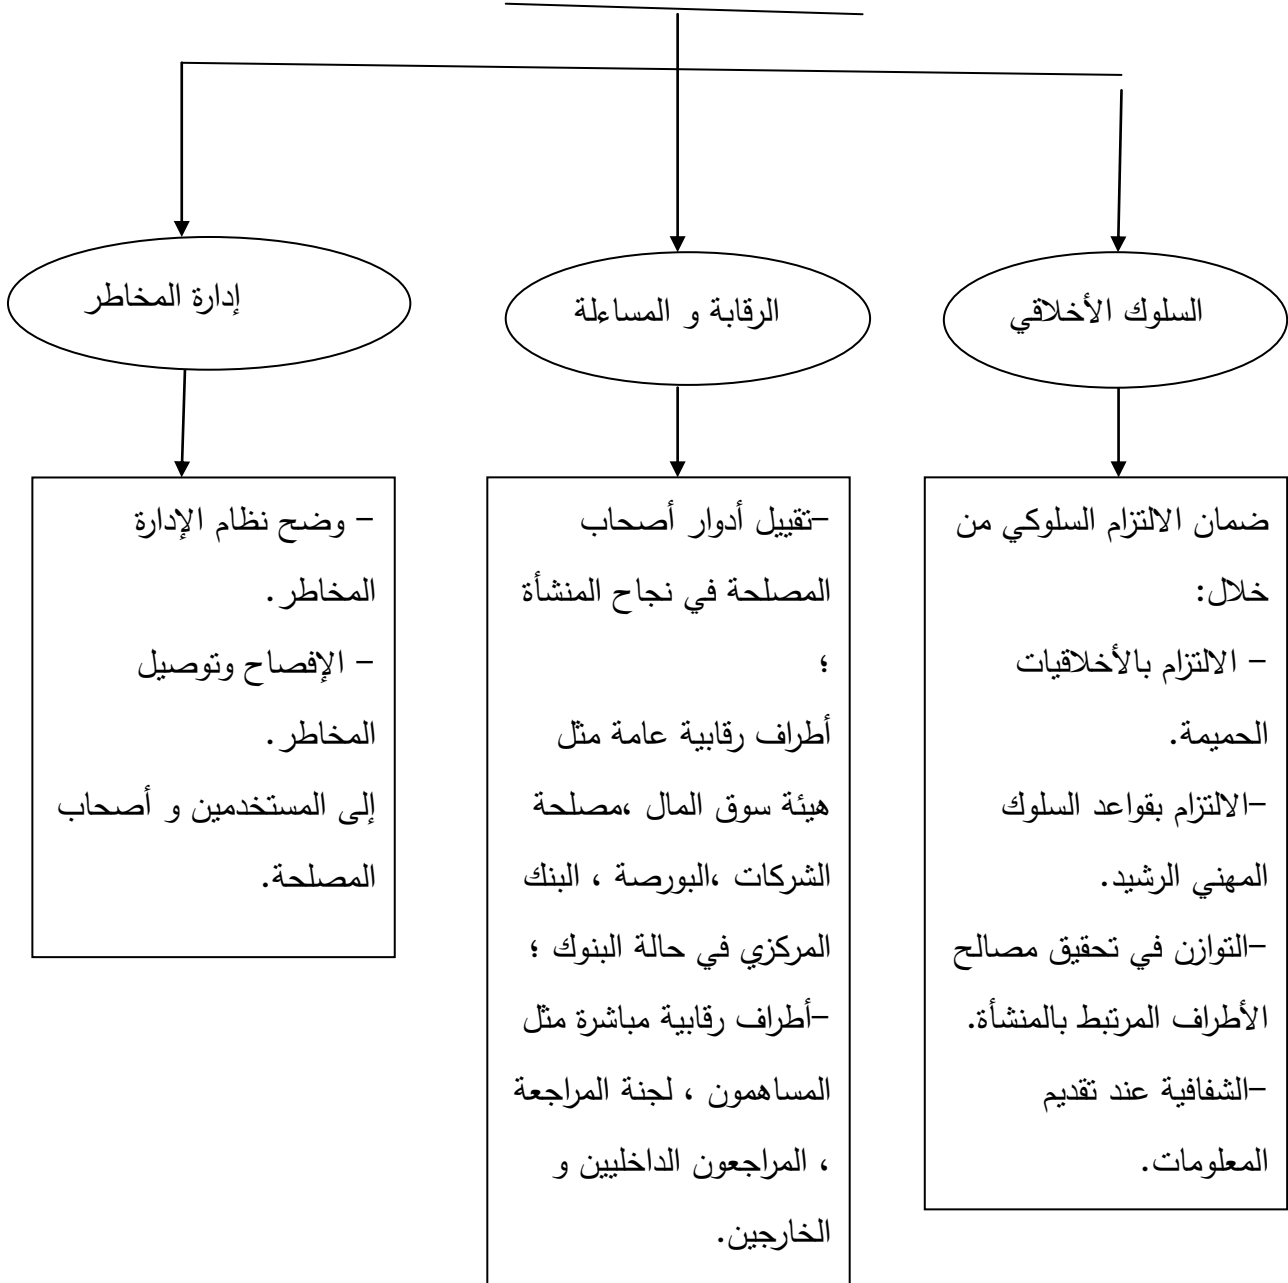 السلوك الأخلاقي
الرقابة و المساءلة
إدارة المخاطر
ضمان الالتزام السلوكي من
خلال:
- الالتزام بالأخلاقيات
الحميمة.
-الالتزام بقواعد السلوك
المهني الرشيد.
-التوازن في تحقيق مصالح
الأطراف المرتبط بالمنشأة.
-الشفافية عند تقديم
المعلومات.
-تقييل أدوار أصحاب
المصلحة في نجاح المنشأة
؛
أطراف رقابية عامة مثل
هيئة سوق المال ،مصلحة
الشركات ،البورصة ، البنك
المركزي في حالة البنوك ؛
-أطراف رقابية مباشرة مثل
المساهمون ، لجنة المراجعة
، المراجعون الداخليين و
الخارجين.
- وضح نظام الإدارة
المخاطر.
- الإفصاح وتوصيل
المخاطر.
إلى المستخدمين و أصحاب
المصلحة.